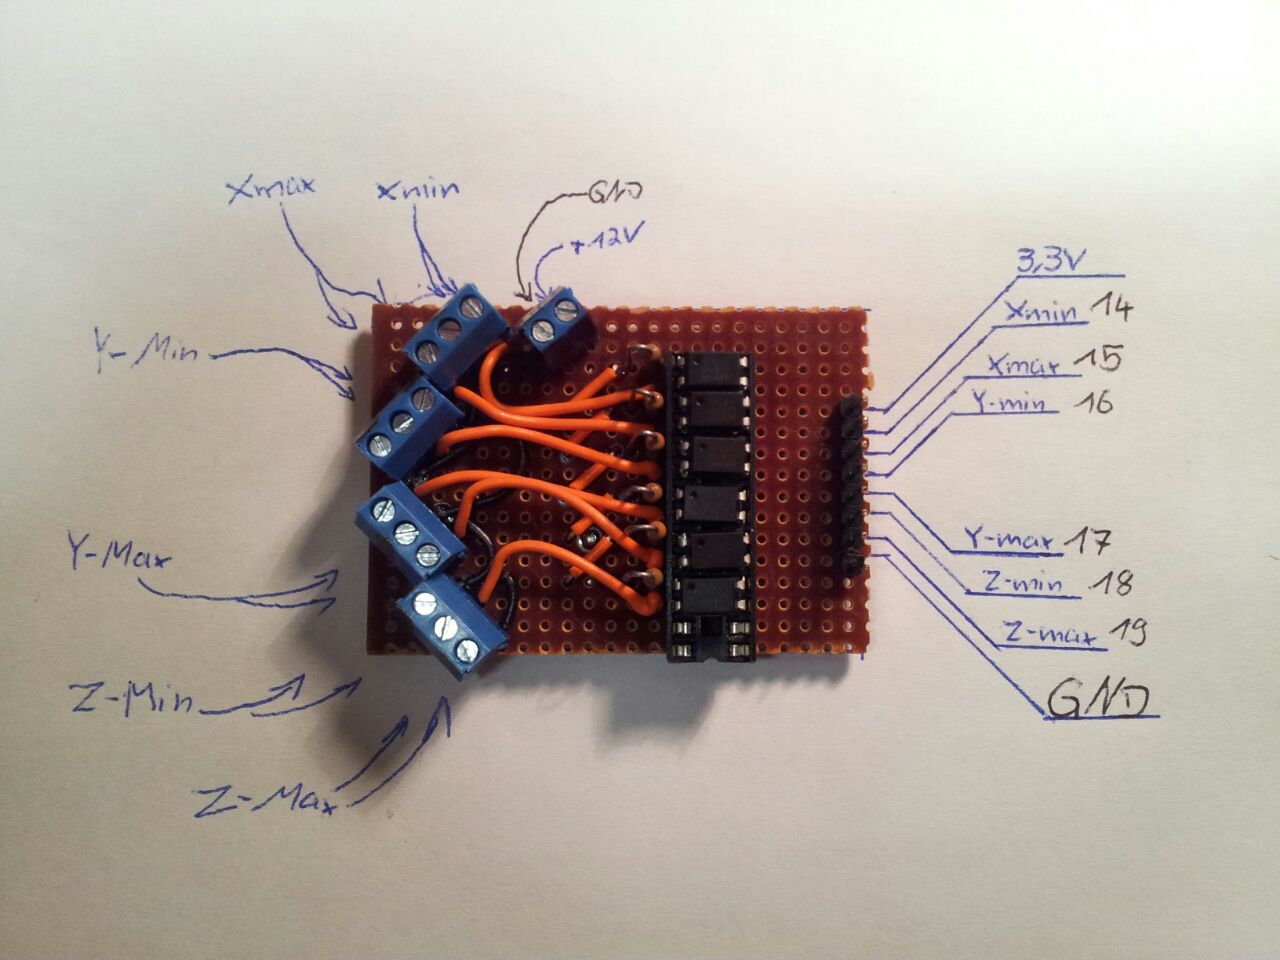 Xmax
Xmin
GND
+12V
Y-Min
Y-Max
Z-Min
Z-Max
3,3V
Xmin 14
Xmax 15
Y-min 16
Y-max 17
Z-min 18
Z-max 19
GND